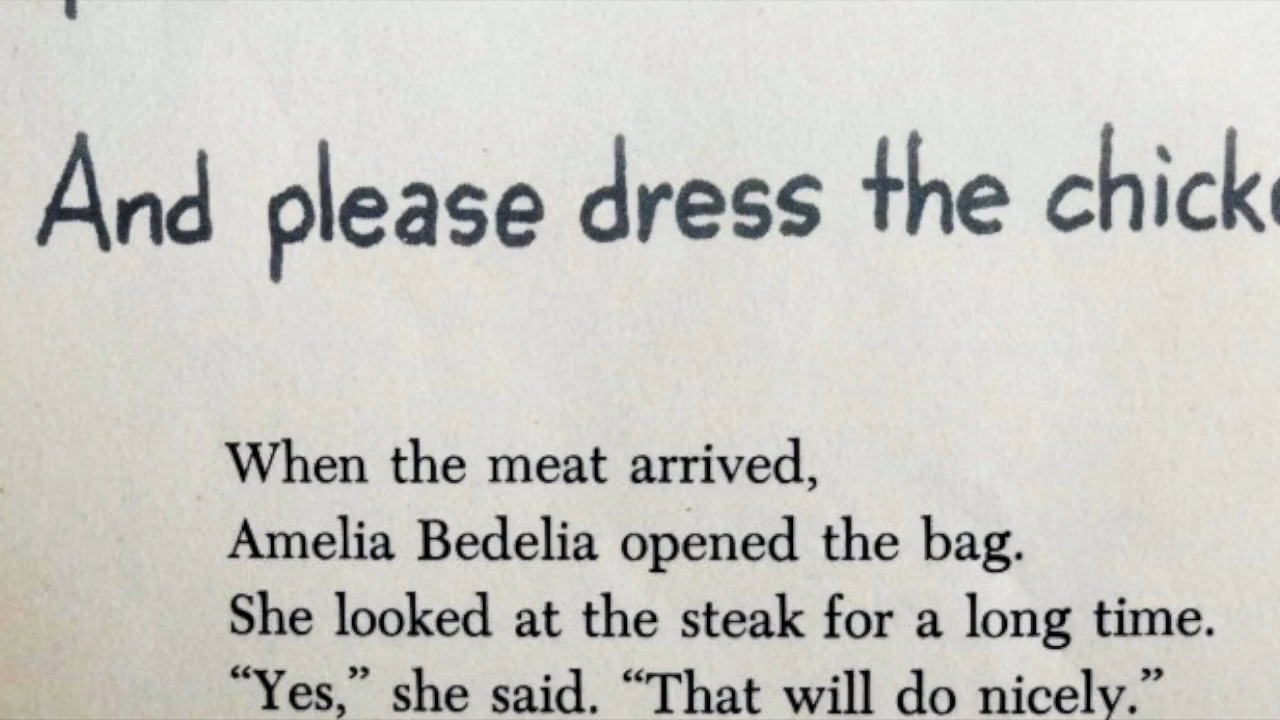 And please dress the chick
When the meat arrived,
Amelia Bedelia opened the bag.
She looked at the steak for a long time.
“Yes,” she said. “That will do nicely.”